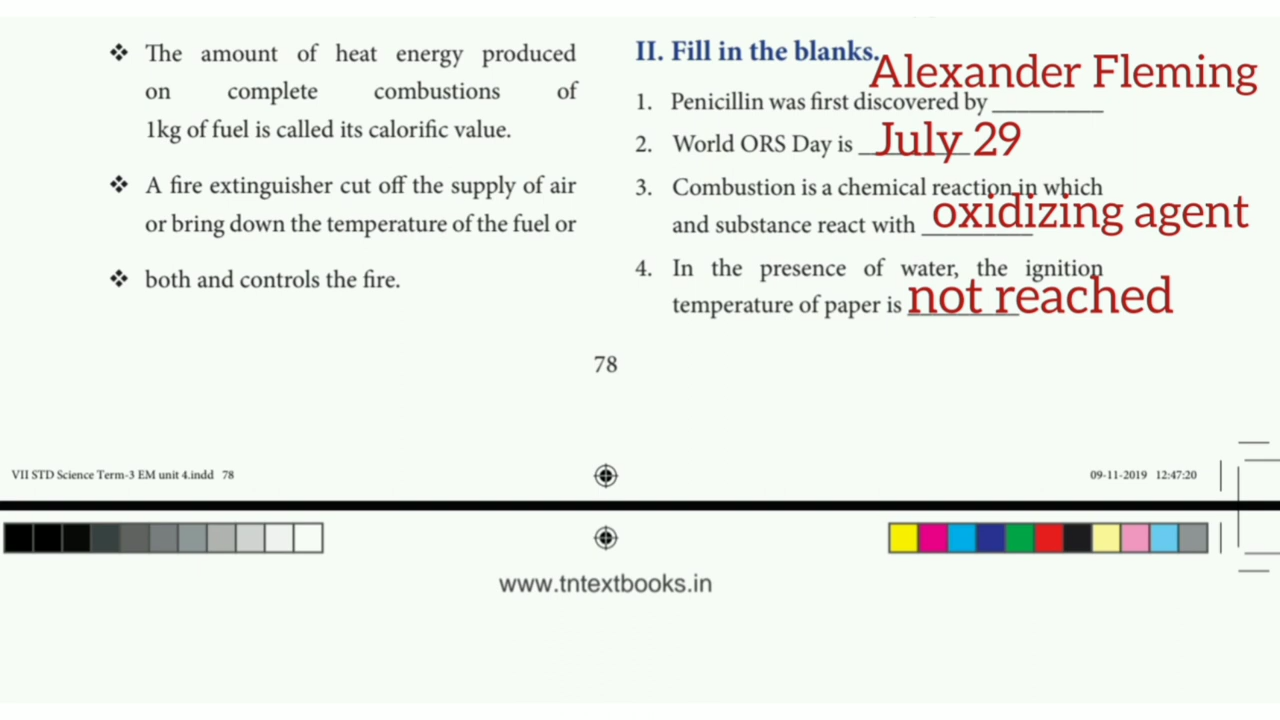 ❖ The amount of heat energy produced
on complete combustions of
1kg of fuel is called its calorific value.
❖ A fire extinguisher cut off the supply of air
or bring down the temperature of the fuel or
❖ both and controls the fire.
II. Fill in the blanks.
1. Penicillin was first discovered by Alexander Fleming
2. World ORS Day is July 29
3. Combustion is a chemical reaction in which
and substance react with oxidizing agent
4. In the presence of water, the ignition
temperature of paper is not reached
78
VII STD Science Term-3 EM unit 4.indd 78
09-11-2019 12:47:20
www.tntextbooks.in